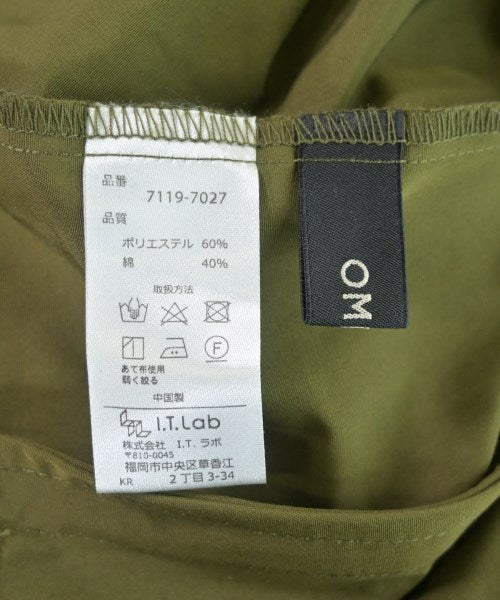 品番
7119-7027
品質
ポリエステル 60%
綿 40%
取扱方法
F
あて布使用
弱く絞る
中国製
I.T.Lab
株式会社 I.T. ラボ
〒810-0045
福岡市中央区草香江
KR 2丁目3-34
OM